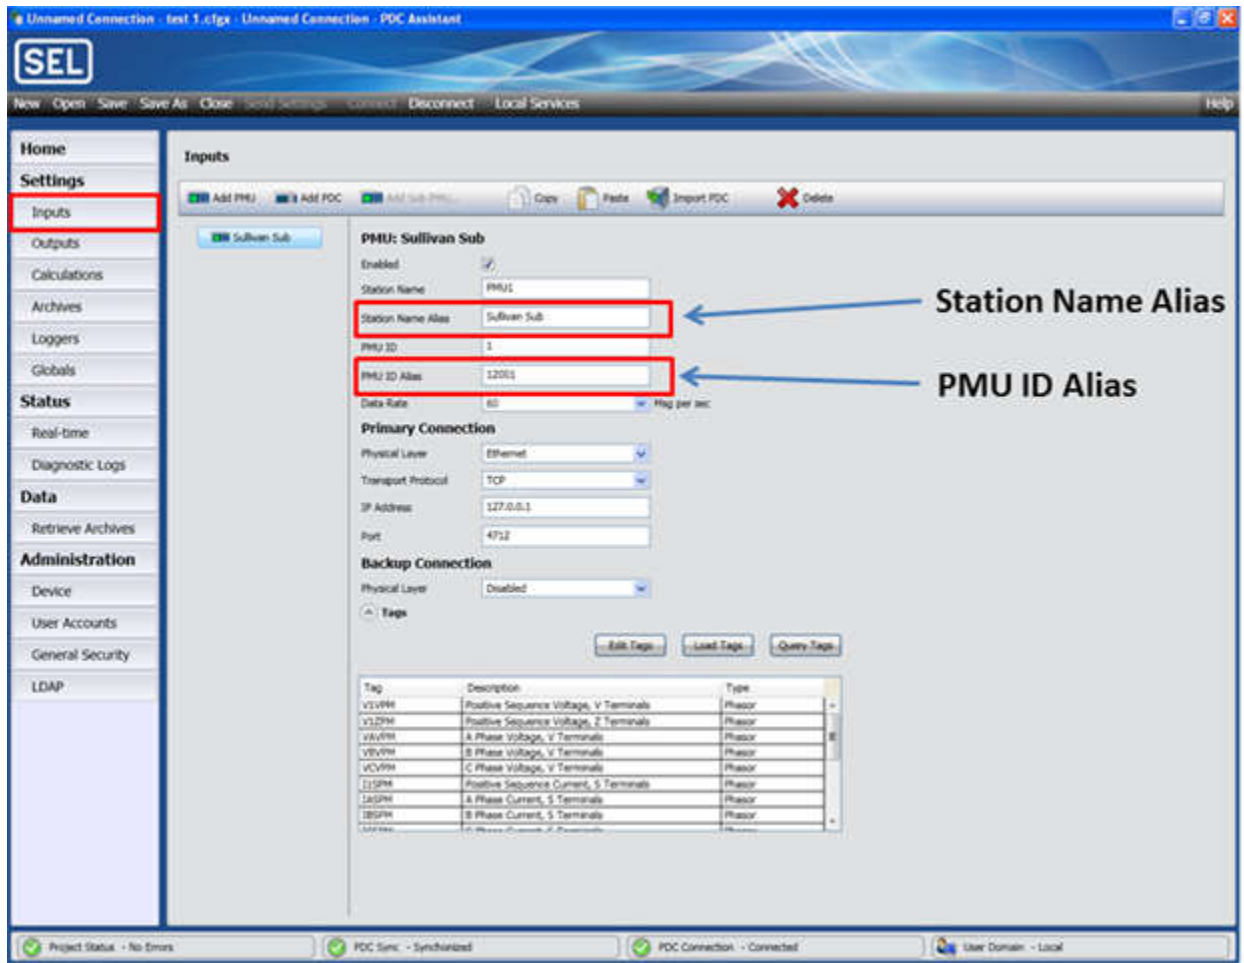 Unnamed Connection - test 1.cfgx - Unnamed Connection - PDC Assistant
SEL
New Open Save Save As Close Send Settings Connect Disconnect Local Services Help
Home
Settings
Inputs
Outputs
Calculations
Archives
Loggers
Globals
Status
Real-time
Diagnostic Logs
Data
Retrieve Archives
Administration
Device
User Accounts
General Security
LDAP
Inputs
Add PMU Add PDC Add Sub PMU... Copy Paste Import PDC Delete
Sullivan Sub
PMU: Sullivan Sub
Enabled
Station Name PMU1
Station Name Alias Sullivan Sub
PMU ID 1
PMU ID Alias 12001
Data Rate 60 Msg per sec
Primary Connection
Physical Layer Ethernet
Transport Protocol TCP
IP Address 127.0.0.1
Port 4712
Backup Connection
Physical Layer Disabled
Tags
Edit Tags Load Tags Query Tags
Tag Description Type
V1VPM Positive Sequence Voltage, V Terminals Phasor
V1ZPM Positive Sequence Voltage, Z Terminals Phasor
VAVPM A Phase Voltage, V Terminals Phasor
VBVPM B Phase Voltage, V Terminals Phasor
VCVPM C Phase Voltage, V Terminals Phasor
I1SPM Positive Sequence Current, S Terminals Phasor
IASPM A Phase Current, S Terminals Phasor
IBSPM B Phase Current, S Terminals Phasor
Station Name Alias
PMU ID Alias
Project Status - No Errors
PDC Sync - Synchronized
PDC Connection - Connected
User Domain - Local